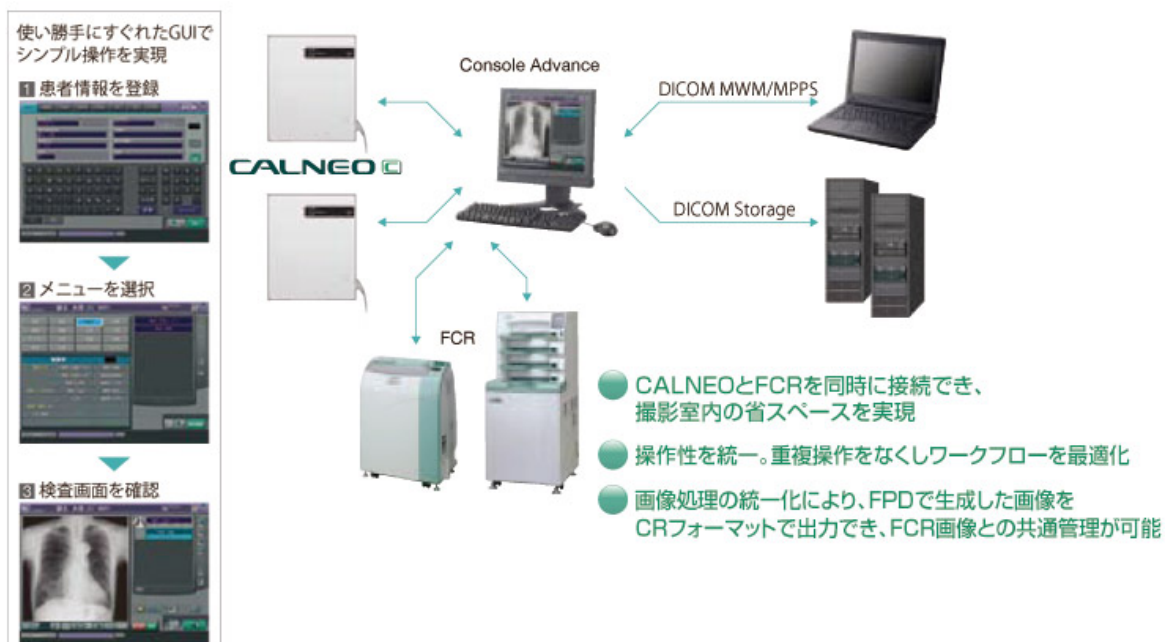 使い勝手にすぐれたGUIで
シンプル操作を実現
1 患者情報を登録
2 メニューを選択
3 検査画面を確認
CALNEO C
Console Advance
DICOM MWM/MPPS
DICOM Storage
FCR
CALNEOとFCRを同時に接続でき、
撮影室内の省スペースを実現
操作性を統一。重複操作をなくしワークフローを最適化
画像処理の統一化により、FPDで生成した画像を
CRフォーマットで出力でき、FCR画像との共通管理が可能